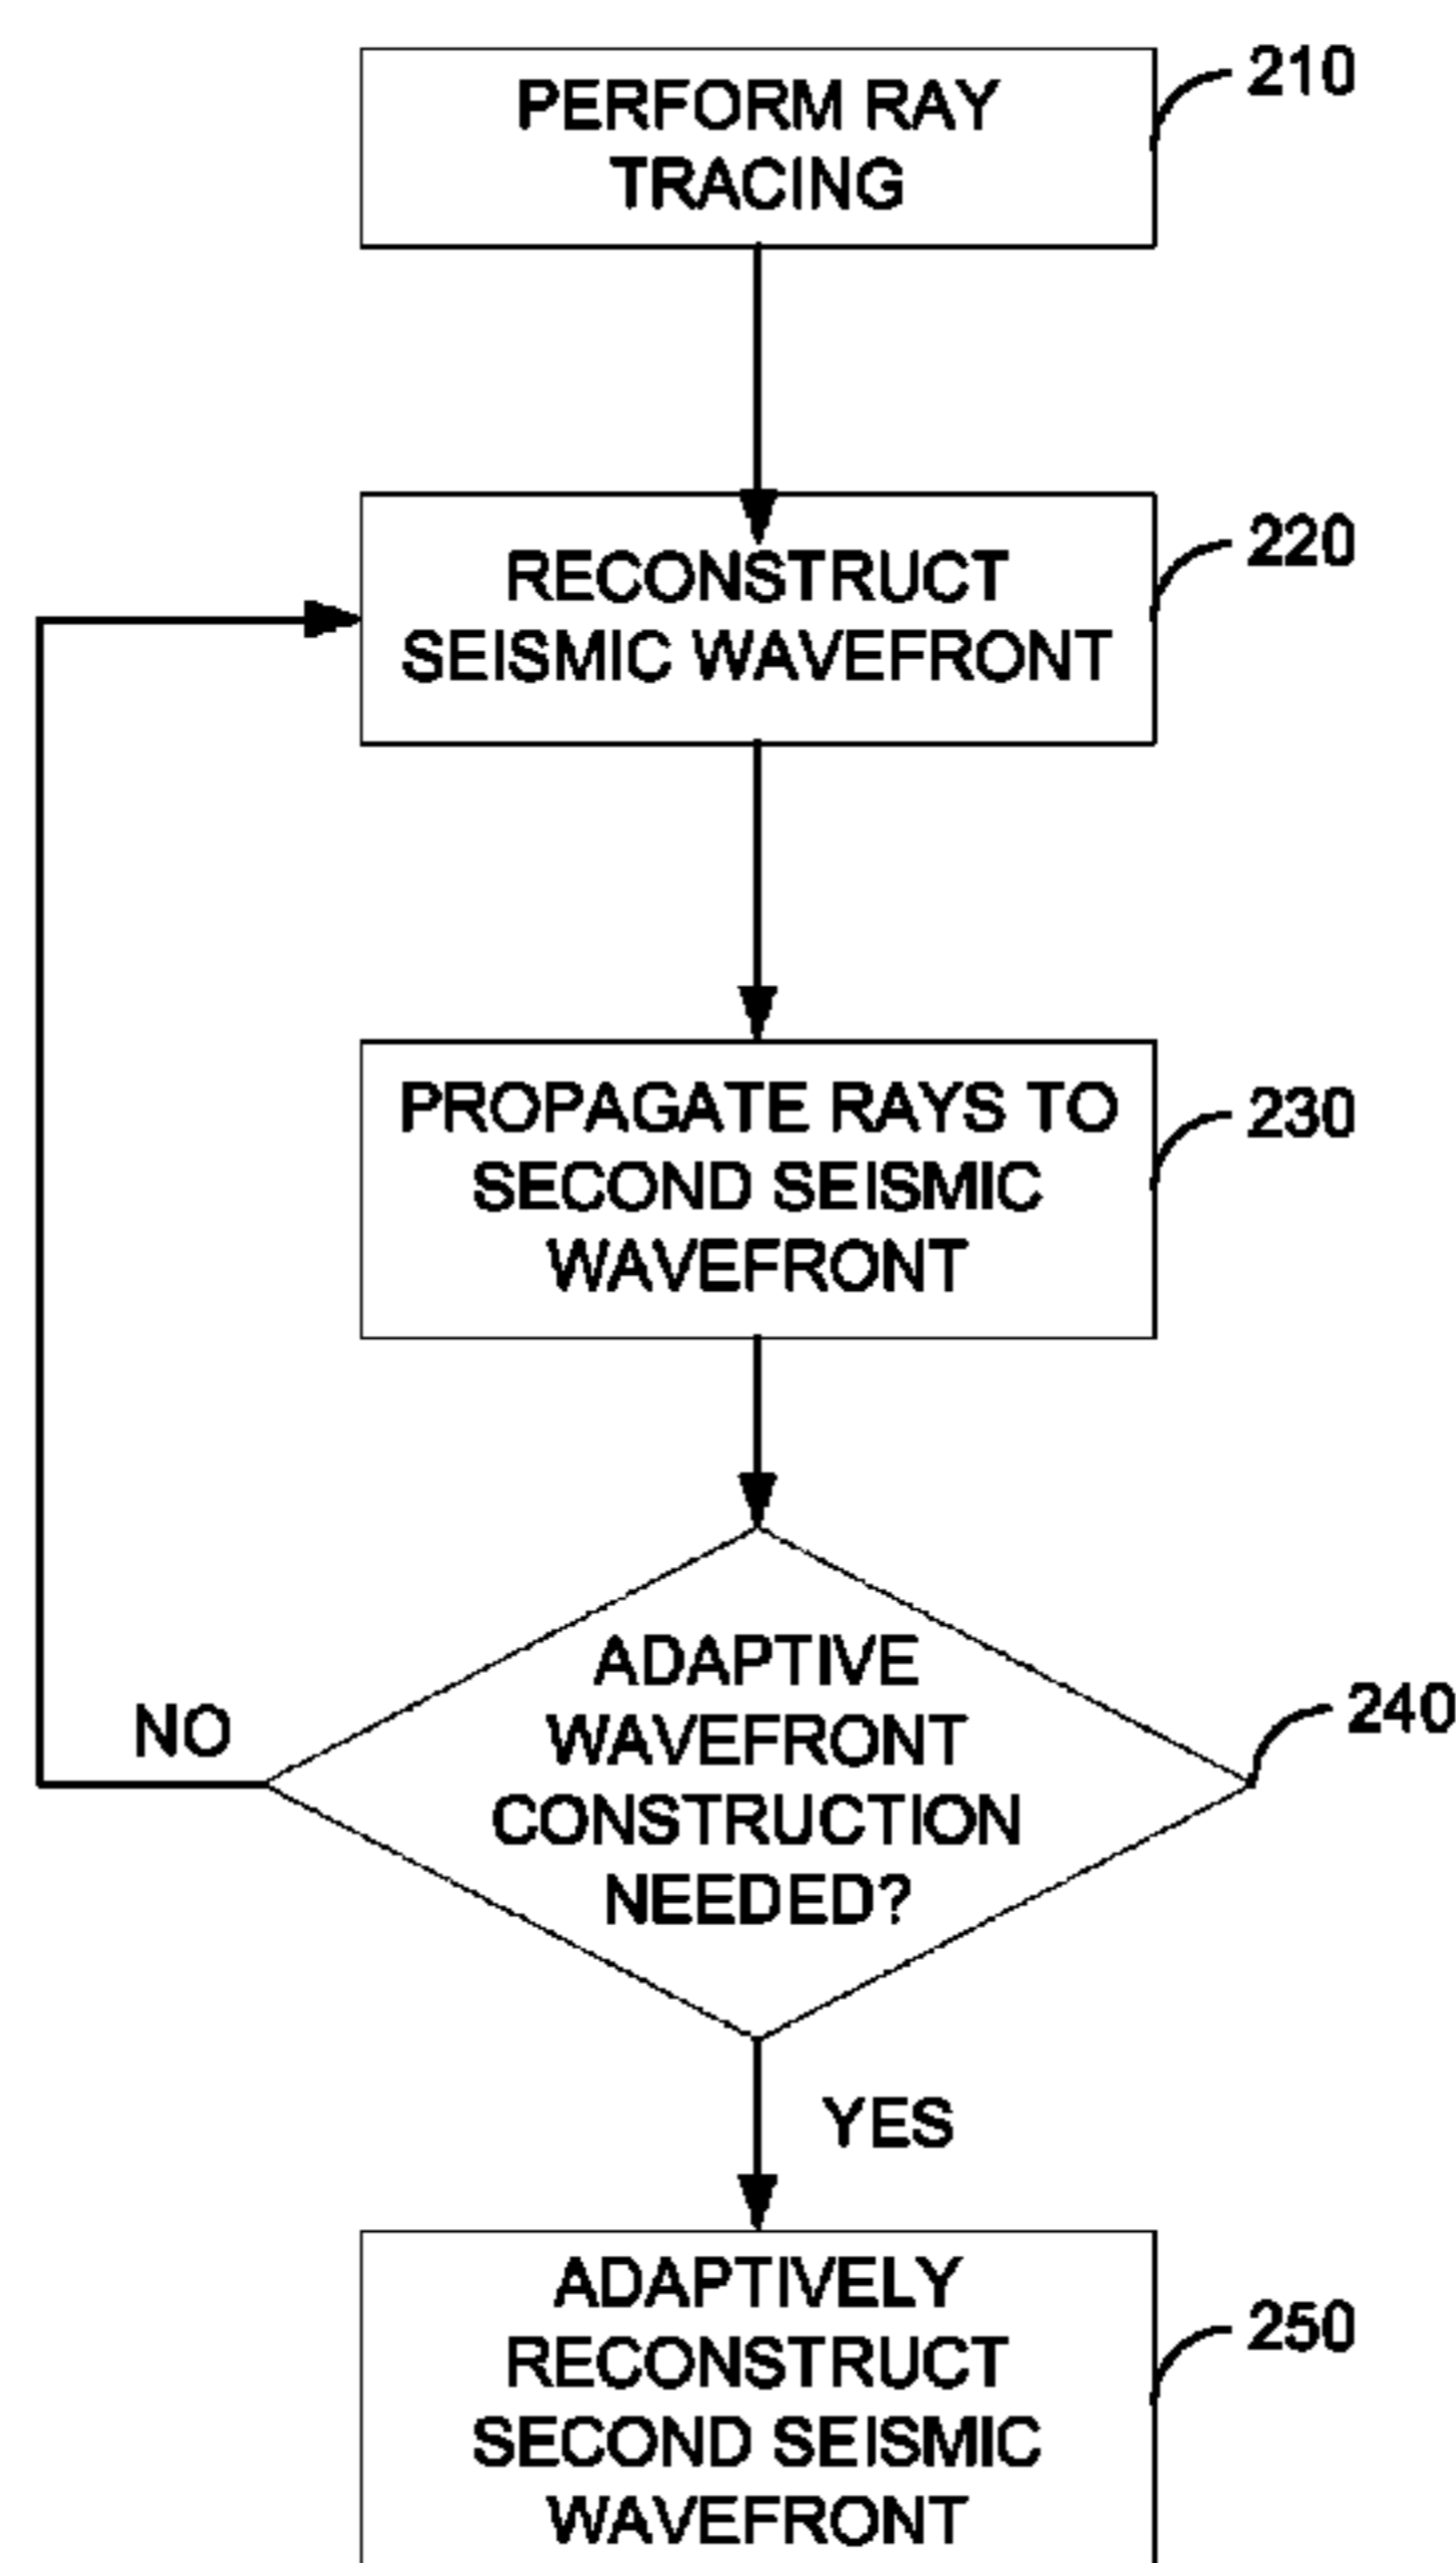 PERFORM RAY
TRACING
210
RECONSTRUCT
SEISMIC WAVEFRONT
220
PROPAGATE RAYS TO
SECOND SEISMIC
WAVEFRONT
230
ADAPTIVE
WAVEFRONT
CONSTRUCTION
NEEDED?
240
NO
YES
ADAPTIVELY
RECONSTRUCT
SECOND SEISMIC
WAVEFRONT
250